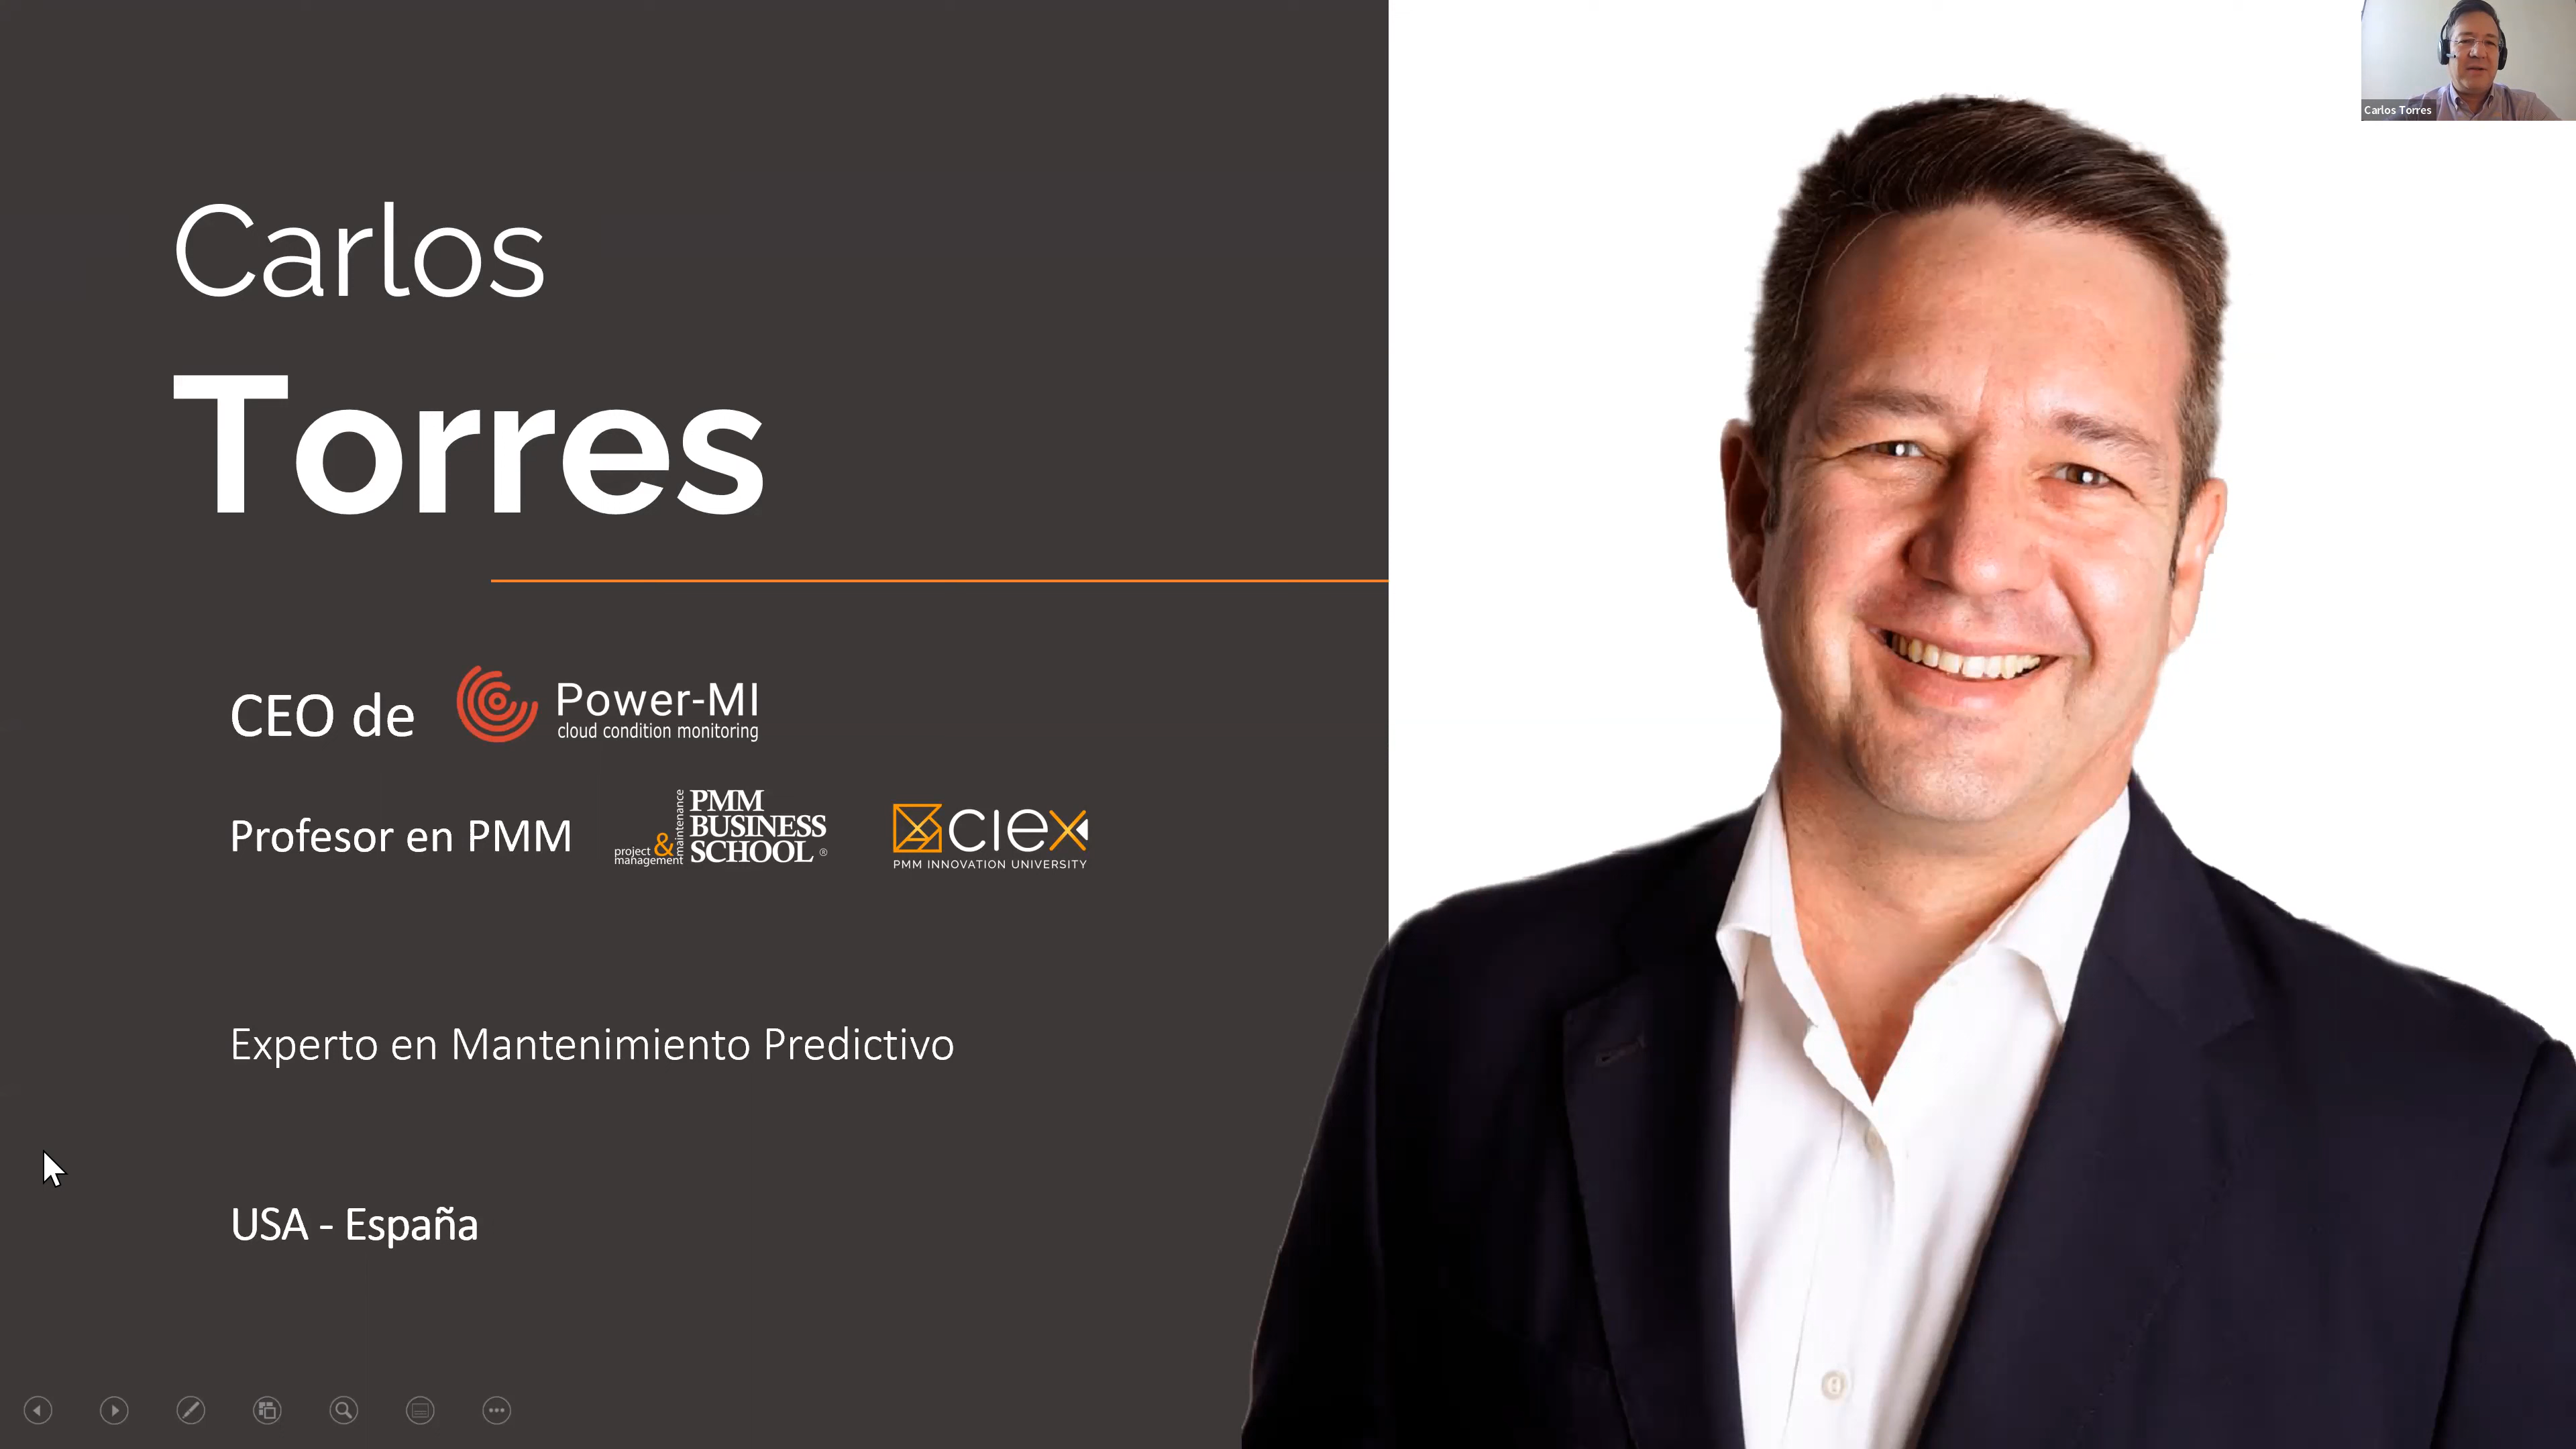 Carlos Torres
Carlos
Torres
CEO de
Power-MI
cloud condition monitoring
Profesor en PMM
project & management
maintenance
PMM
BUSINESS
SCHOOL ®
CIEX
PMM INNOVATION UNIVERSITY
Experto en Mantenimiento Predictivo
USA - España